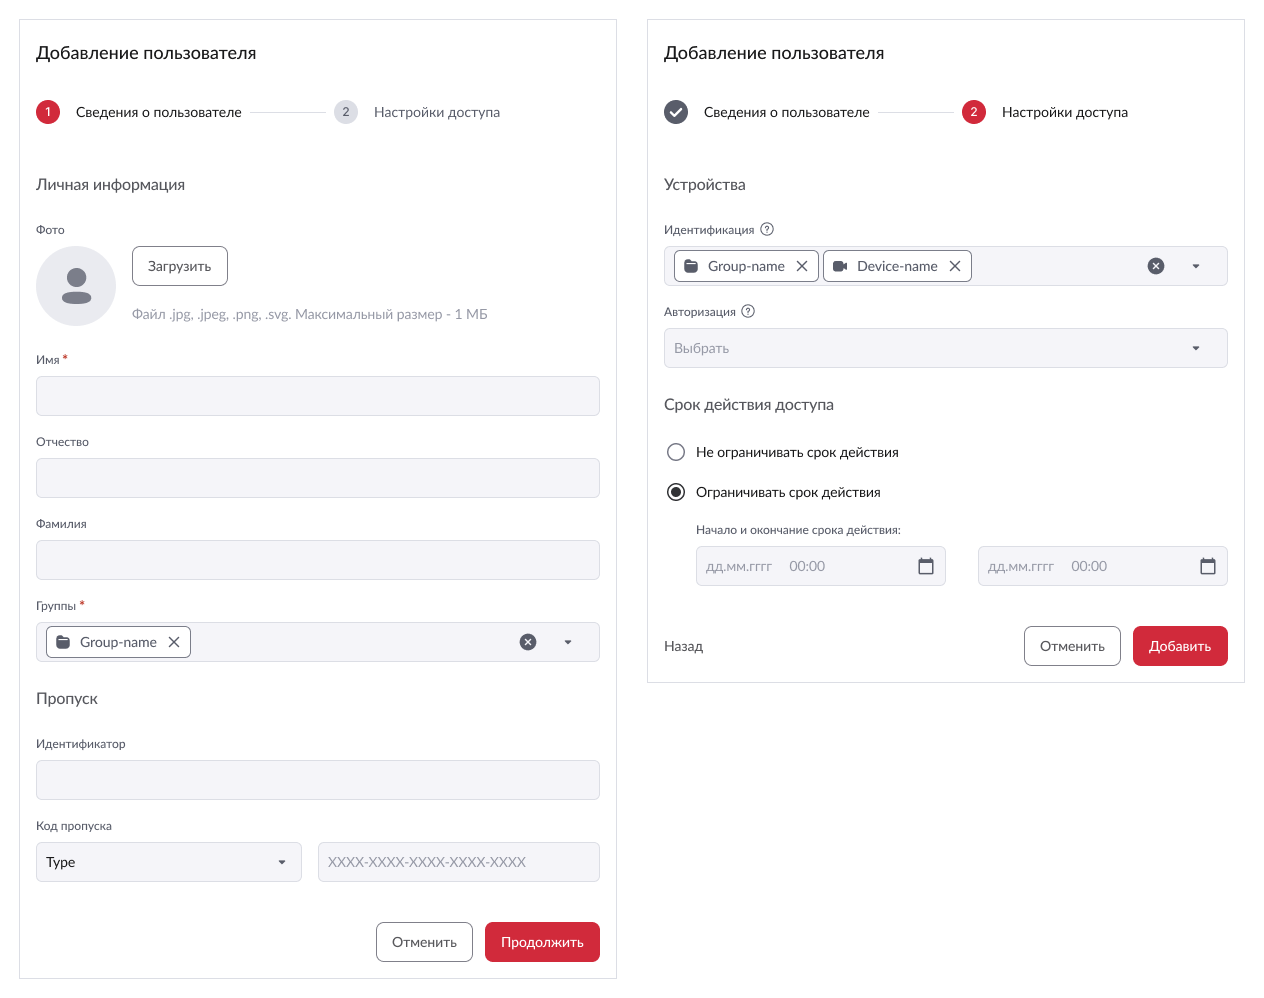 Добавление пользователя
1 Сведения о пользователе 2 Настройки доступа
Личная информация
Фото
Загрузить
Файл .jpg, .jpeg, .png, .svg. Максимальный размер - 1 МБ
Имя *
Отчество
Фамилия
Группы *
Group-name
Пропуск
Идентификатор
Код пропуска
Type XXXX-XXXX-XXXX-XXXX-XXXX
Отменить Продолжить
Добавление пользователя
Сведения о пользователе 2 Настройки доступа
Устройства
Идентификация ?
Group-name Device-name
Авторизация ?
Выбрать
Срок действия доступа
Не ограничивать срок действия
Ограничивать срок действия
Начало и окончание срока действия:
дд.мм.гггг 00:00 дд.мм.гггг 00:00
Назад Отменить Добавить